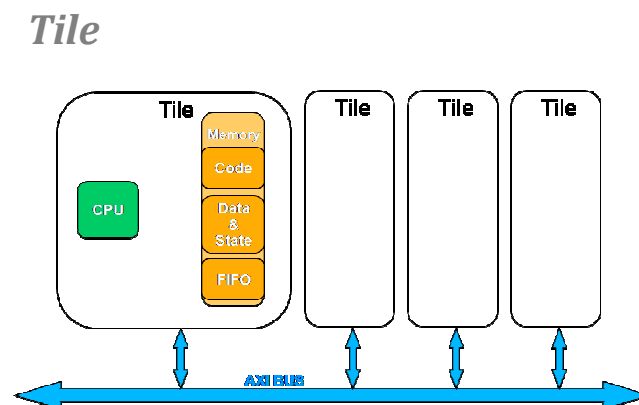 Tile
Tile
Tile
Tile
Tile
Memory
Code
CPU
Data
&
State
FIFO
AXI BUS